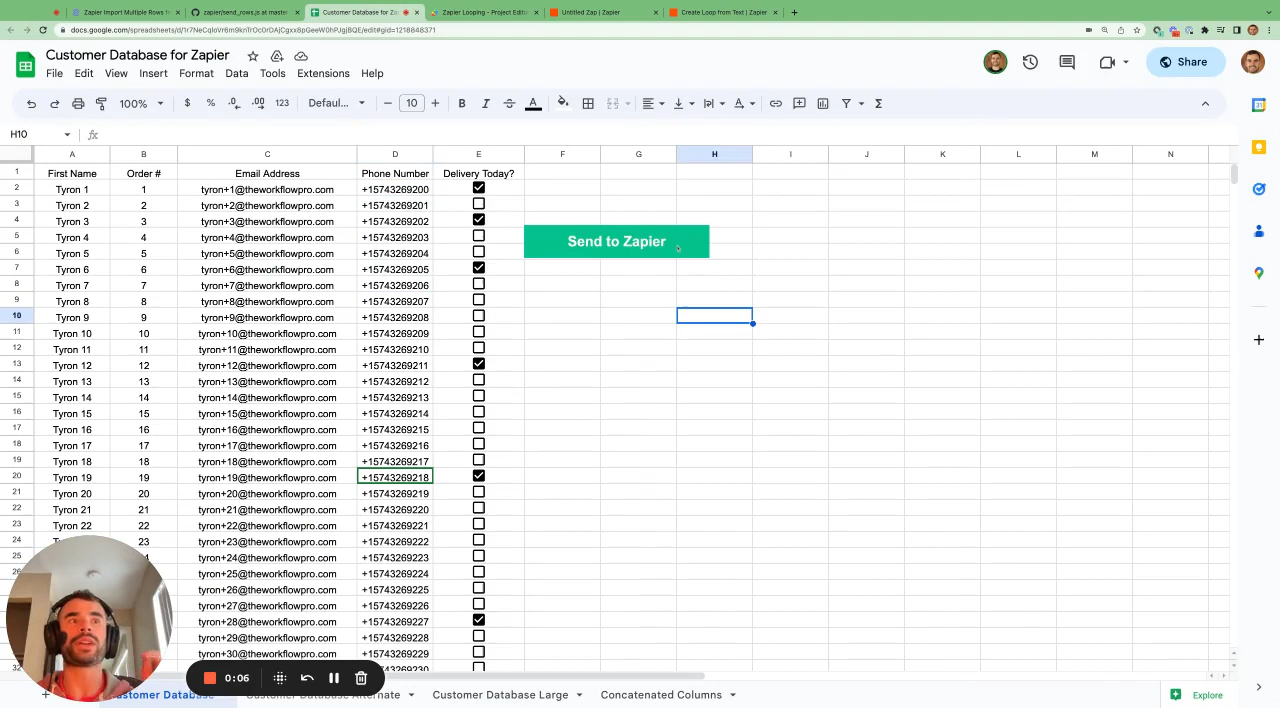 Zapier Import Multiple Rows f
zapier/send_rows.js at master
Customer Database for Zapier
Zapier Looping - Project Editor
Untitled Zap | Zapier
Create Loop from Text | Zapier
docs.google.com/spreadsheets/d/
Customer Database for Zapier
File Edit View Insert Format Data Tools Extensions Help
Share
100% $ % .0 .00 123 Defaul... 10 B I A
H10 fx
A B C D E F G H I J K L M N
1 First Name Order # Email Address Phone Number Delivery Today?
2 Tyron 1 1 tyron+1@theworkflowpro.com +15743269200
3 Tyron 2 2 tyron+2@theworkflowpro.com +15743269201
4 Tyron 3 3 tyron+3@theworkflowpro.com +15743269202
5 Tyron 4 4 tyron+4@theworkflowpro.com +15743269203
Send to Zapier
6 Tyron 5 5 tyron+5@theworkflowpro.com +15743269204
7 Tyron 6 6 tyron+6@theworkflowpro.com +15743269205
8 Tyron 7 7 tyron+7@theworkflowpro.com +15743269206
9 Tyron 8 8 tyron+8@theworkflowpro.com +15743269207
10 Tyron 9 9 tyron+9@theworkflowpro.com +15743269208
11 Tyron 10 10 tyron+10@theworkflowpro.com +15743269209
12 Tyron 11 11 tyron+11@theworkflowpro.com +15743269210
13 Tyron 12 12 tyron+12@theworkflowpro.com +15743269211
14 Tyron 13 13 tyron+13@theworkflowpro.com +15743269212
15 Tyron 14 14 tyron+14@theworkflowpro.com +15743269213
16 Tyron 15 15 tyron+15@theworkflowpro.com +15743269214
17 Tyron 16 16 tyron+16@theworkflowpro.com +15743269215
18 Tyron 17 17 tyron+17@theworkflowpro.com +15743269216
19 Tyron 18 18 tyron+18@theworkflowpro.com +15743269217
20 Tyron 19 19 tyron+19@theworkflowpro.com +15743269218
21 Tyron 20 20 tyron+20@theworkflowpro.com +15743269219
22 Tyron 21 21 tyron+21@theworkflowpro.com +15743269220
23 Tyron 22 22 tyron+22@theworkflowpro.com +15743269221
24 23 tyron+23@theworkflowpro.com +15743269222
25 4 tyron+24@theworkflowpro.com +15743269223
tyron+25@theworkflowpro.com +15743269224
tyron+26@theworkflowpro.com +15743269225
tyron+27@theworkflowpro.com +15743269226
tyron+28@theworkflowpro.com +15743269227
tyron+29@theworkflowpro.com +15743269228
tyron+30@theworkflowpro.com +15743269229
32 +15743269230
0:06
Customer Database Customer Database Alternate Customer Database Large Concatenated Columns Explore